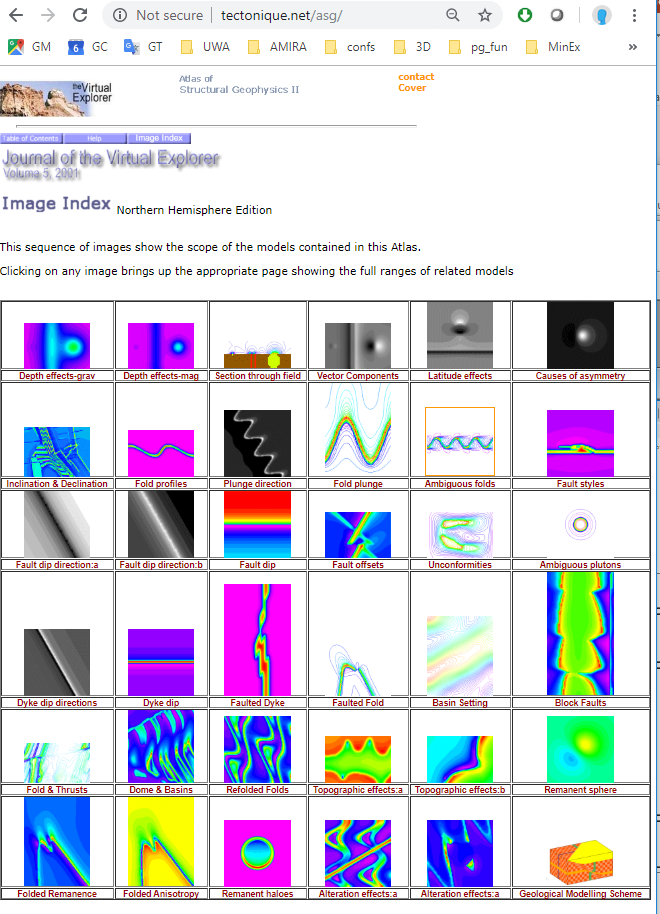 Not secure | tectonique.net/asg/
GM GC GT UWA AMIRA confs 3D pg_fun MinEx »
the Virtual
Explorer
Atlas of
Structural Geophysics II
contact
Cover
Table of Contents Help Image Index
Journal of the Virtual Explorer
Volume 5, 2001
Image Index Northern Hemisphere Edition
This sequence of images show the scope of the models contained in this Atlas.
Clicking on any image brings up the appropriate page showing the full ranges of related models
Depth effects-grav Depth effects-mag Section through field Vector Components Latitude effects Causes of asymmetry
Inclination & Declination Fold profiles Plunge direction Fold plunge Ambiguous folds Fault styles
Fault dip direction:a Fault dip direction:b Fault dip Fault offsets Unconformities Ambiguous plutons
Dyke dip directions Dyke dip Faulted Dyke Faulted Fold Basin Setting Block Faults
Fold & Thrusts Dome & Basins Refolded Folds Topographic effects:a Topographic effects:b Remanent sphere
Folded Remanence Folded Anisotropy Remanent haloes Alteration effects:a Alteration effects:a Geological Modelling Scheme